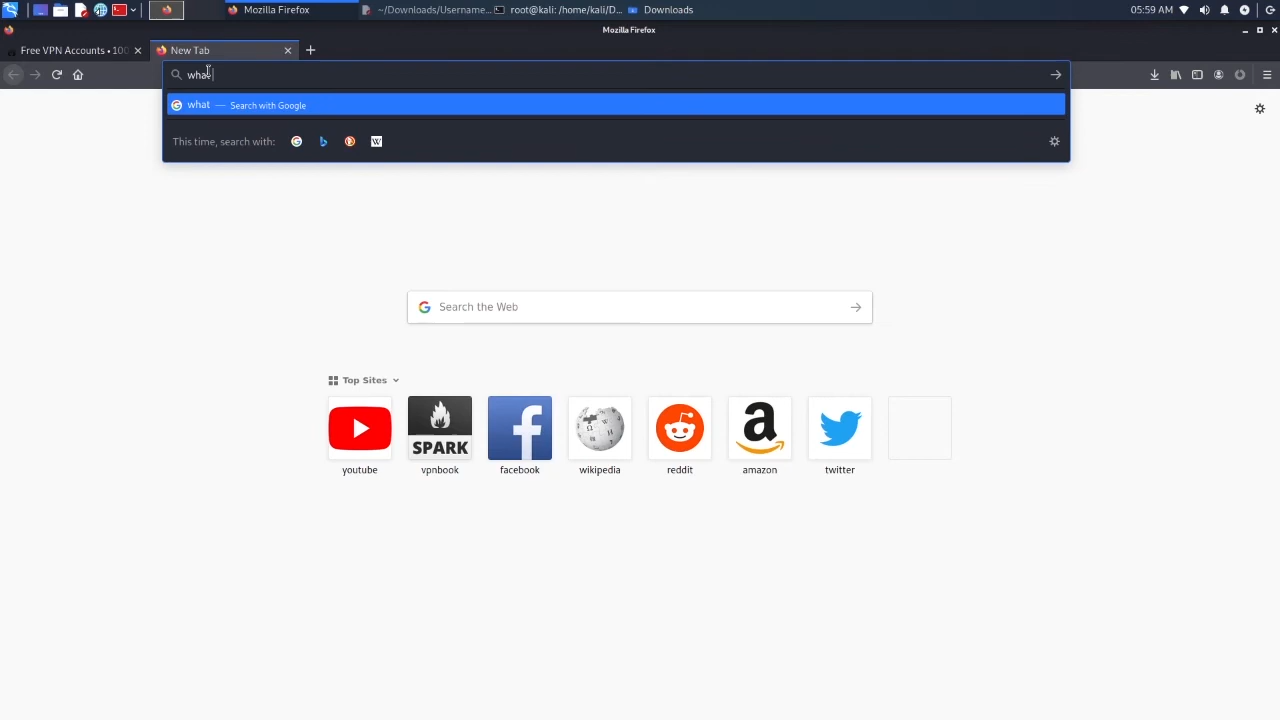 Mozilla Firefox
~/Downloads/Username...
root@kali: /home/kali/D...
Downloads
05:59 AM
Mozilla Firefox
Free VPN Accounts • 100
New Tab
what
what — Search with Google
This time, search with:
Search the Web
Top Sites
SPARK
youtube
vpnbook
facebook
wikipedia
reddit
amazon
twitter